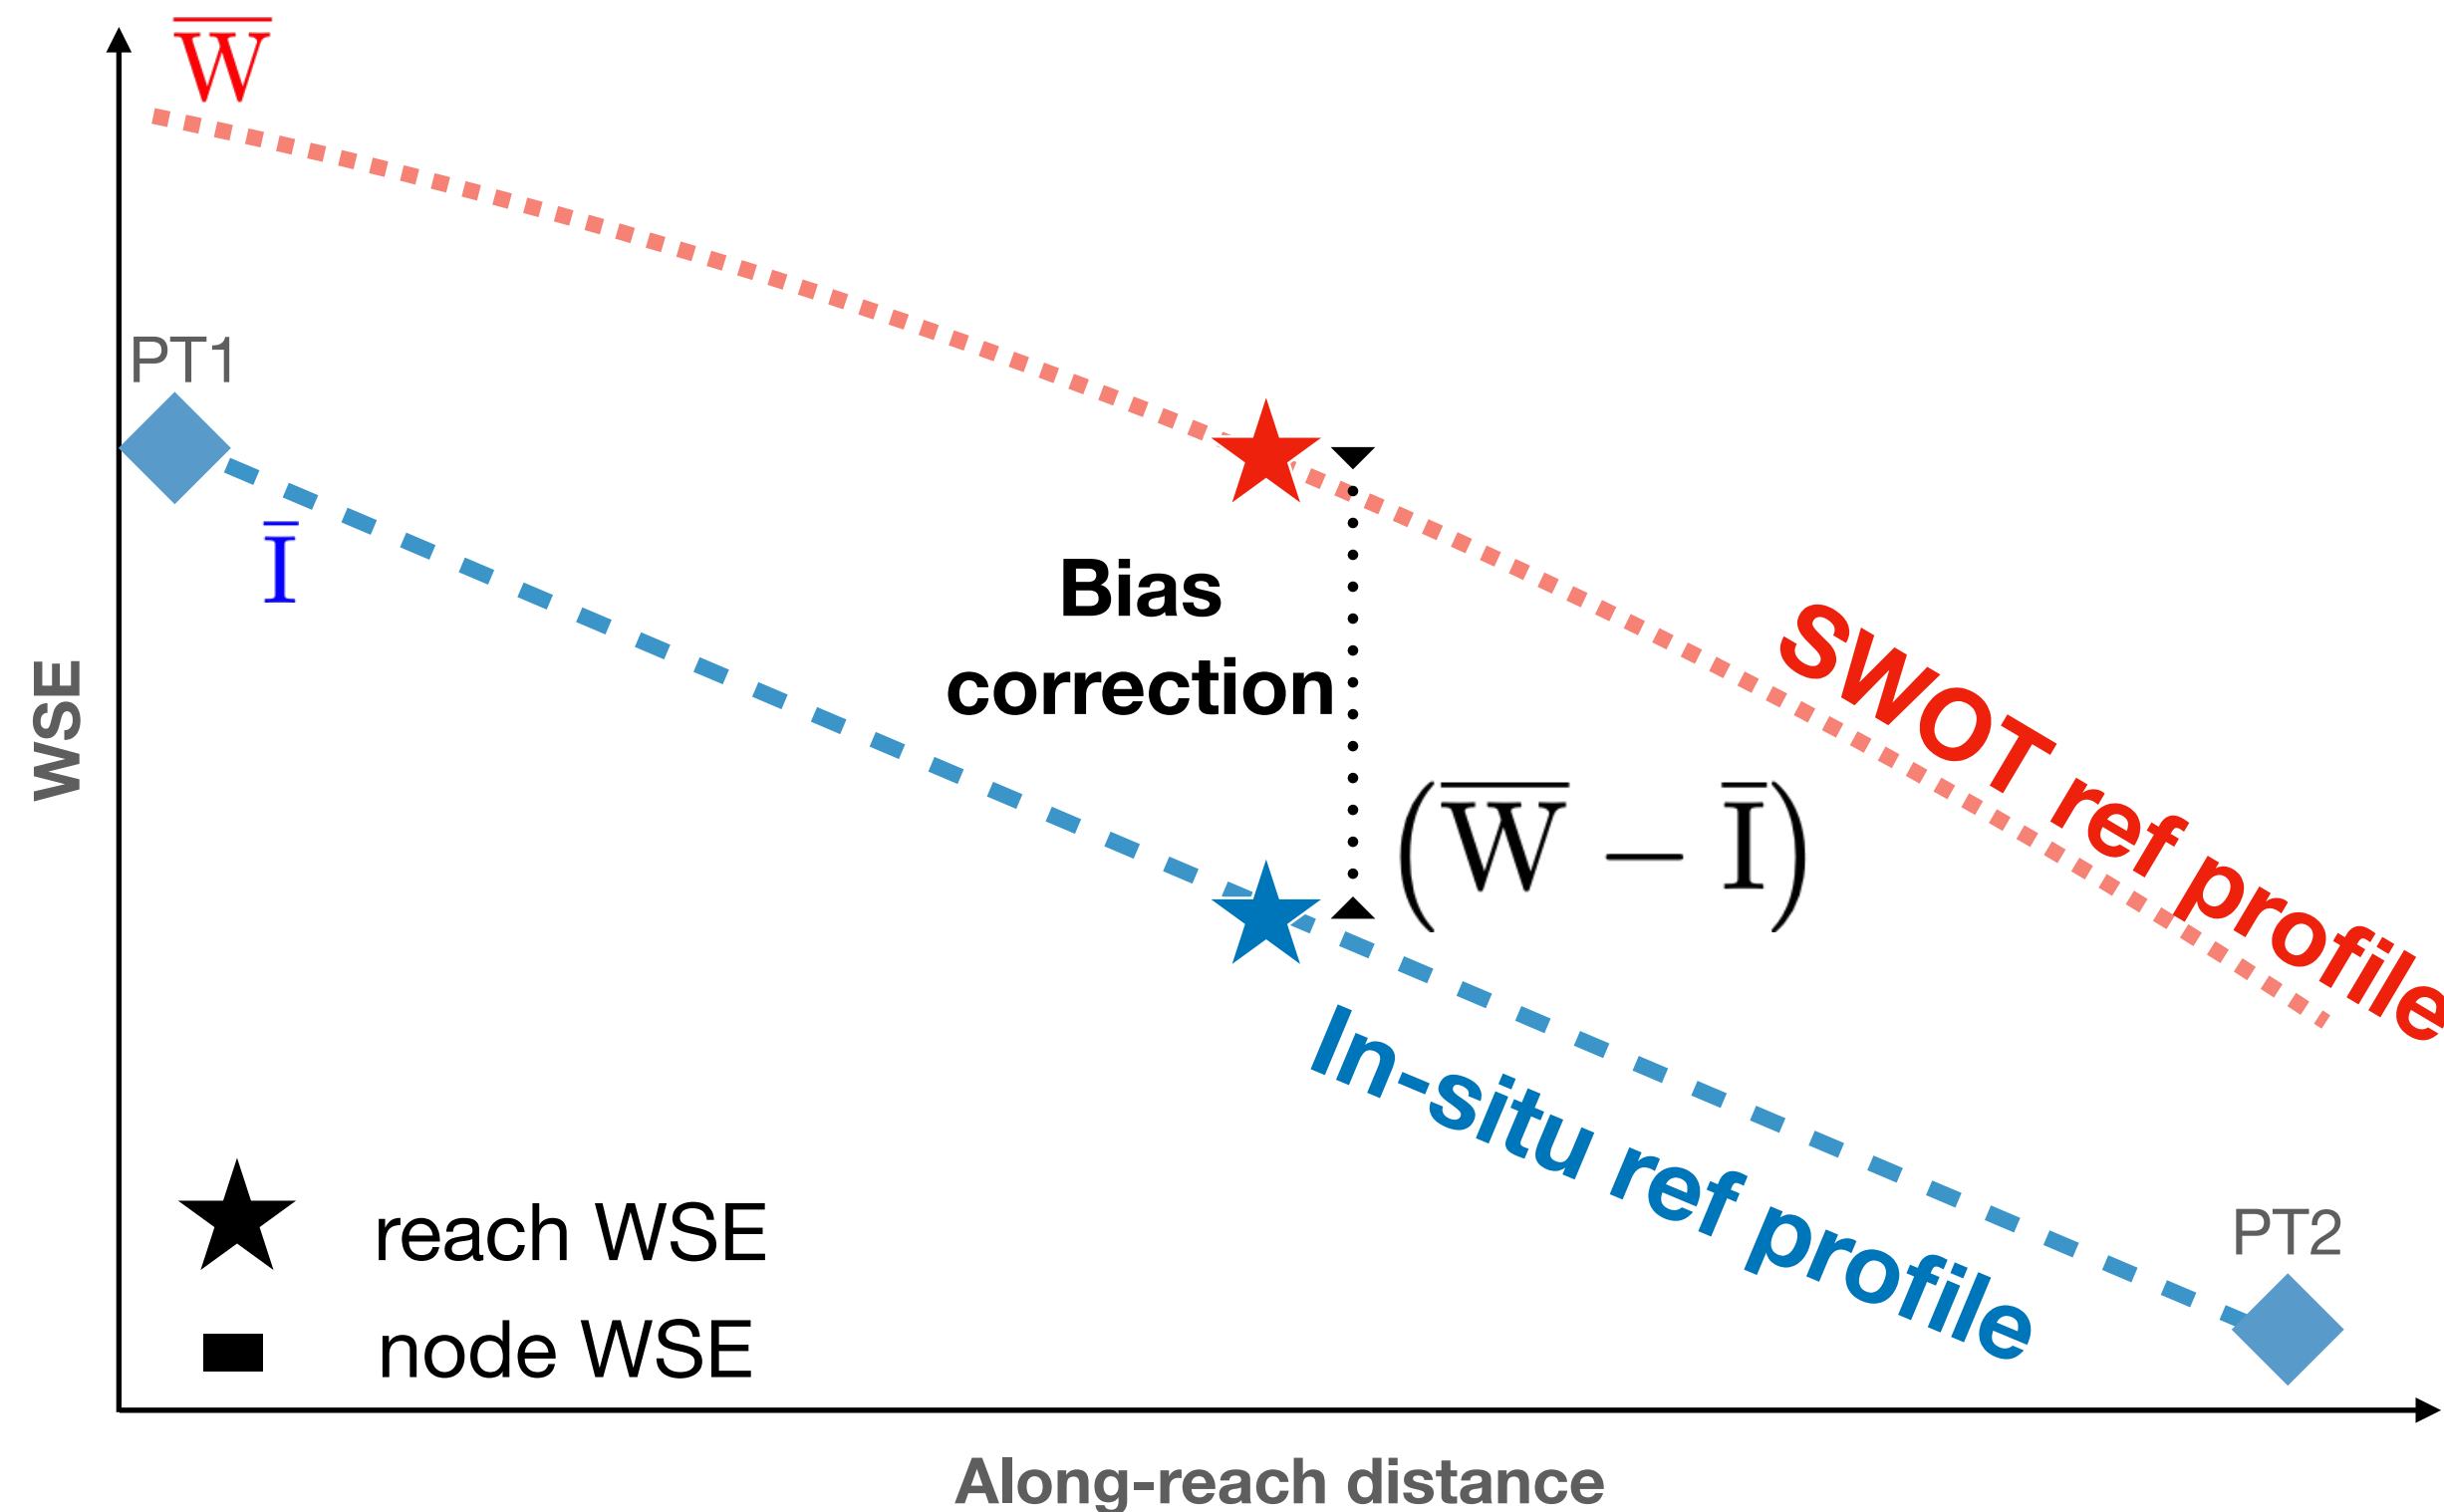 W̅
PT1
I̅
Bias
correction
(W̅ − I̅)
SWOT ref profile
In-situ ref profile
WSE
reach WSE
node WSE
PT2
Along-reach distance